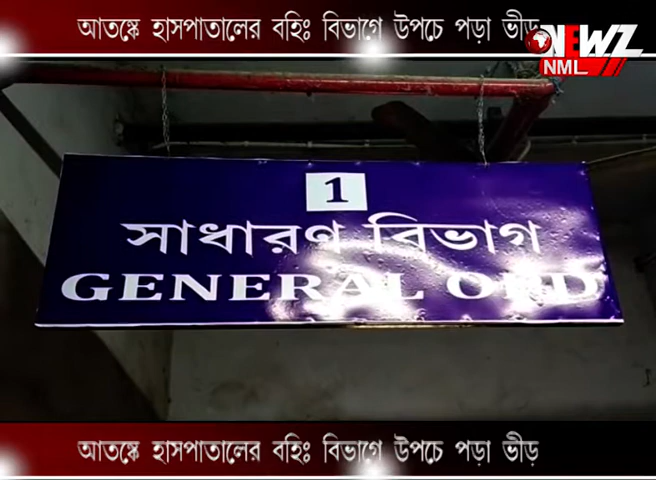 আতঙ্কে হাসপাতালের বহিঃ বিভাগে উপচে পড়া ভীড়
NEWZ
NML
1
সাধারণ বিভাগ
GENERAL OPD
আতঙ্কে হাসপাতালের বহিঃ বিভাগে উপচে পড়া ভীড়